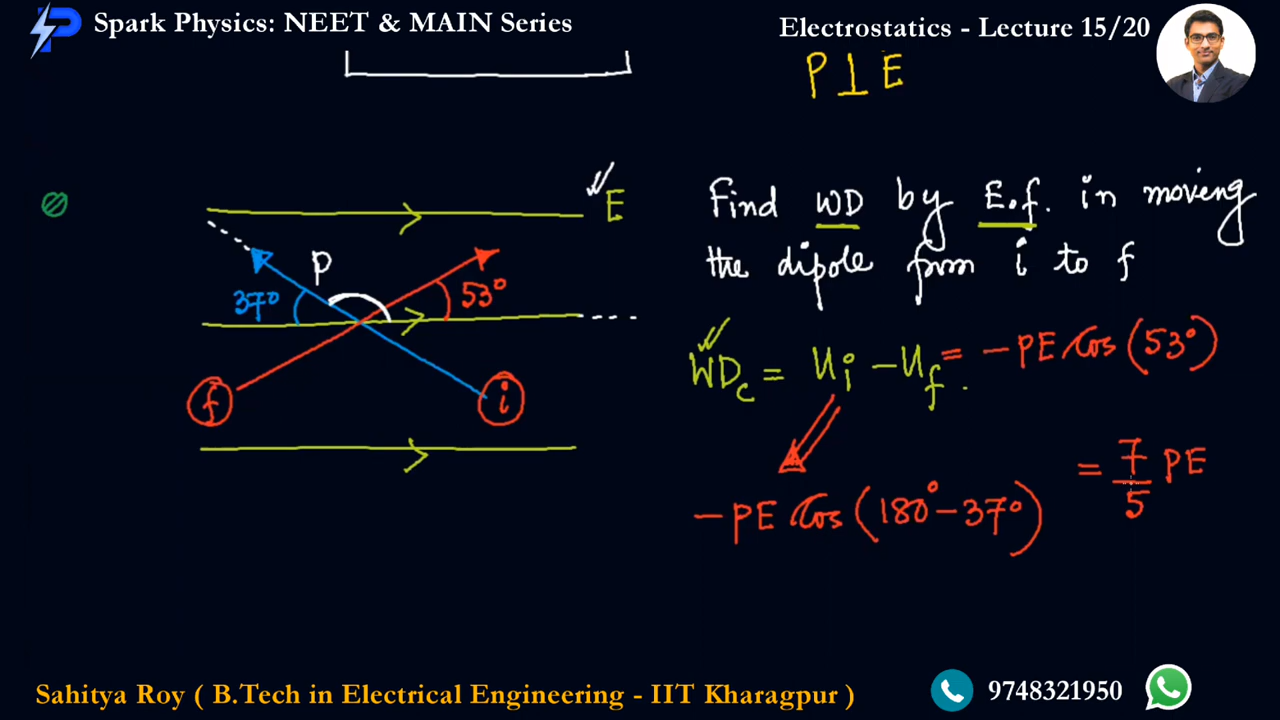 Spark Physics: NEET & MAIN Series
Electrostatics - Lecture 15/20
P⊥E
E
P
37°
53°
f
i
Find WD by E.f. in moving
the dipole from i to f
WDc = Ui - Uf = -PE Cos (53°)
-PE Cos (180° - 37°)
= 7/5 PE
Sahitya Roy ( B.Tech in Electrical Engineering - IIT Kharagpur )
9748321950